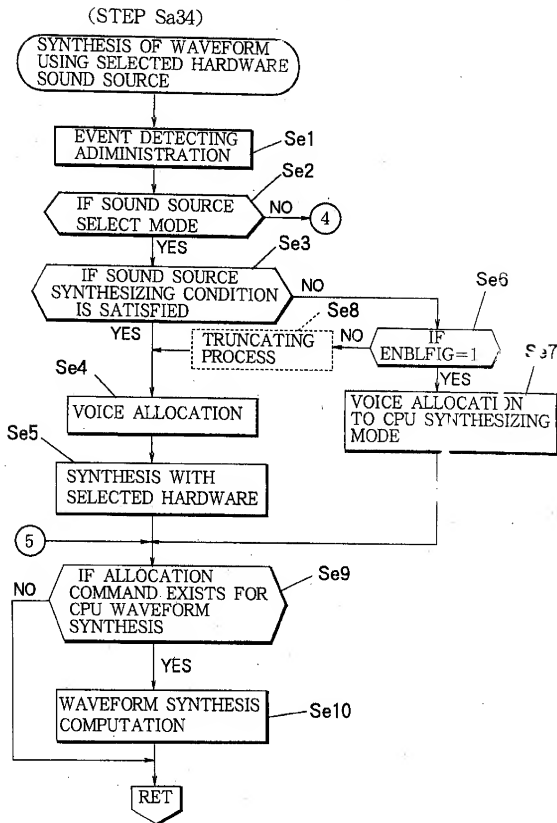 (STEP Sa34)
SYNTHESIS OF WAVEFORM
USING SELECTED HARDWARE
SOUND SOURCE
Se1
EVENT DETECTING
ADIMINISTRATION
Se2
IF SOUND SOURCE
SELECT MODE
NO
4
YES
Se3
IF SOUND SOURCE
SYNTHESIZING CONDITION
IS SATISFIED
NO
Se6
YES
Se8
TRUNCATING
PROCESS
NO
IF
ENBLFIG=1
Se7
YES
Se4
VOICE ALLOCATION
VOICE ALLOCATION
TO CPU SYNTHESIZING
MODE
Se5
SYNTHESIS WITH
SELECTED HARDWARE
5
Se9
NO
IF ALLOCATION
COMMAND EXISTS FOR
CPU WAVEFORM
SYNTHESIS
YES
WAVEFORM SYNTHESIS
COMPUTATION
Se10
RET